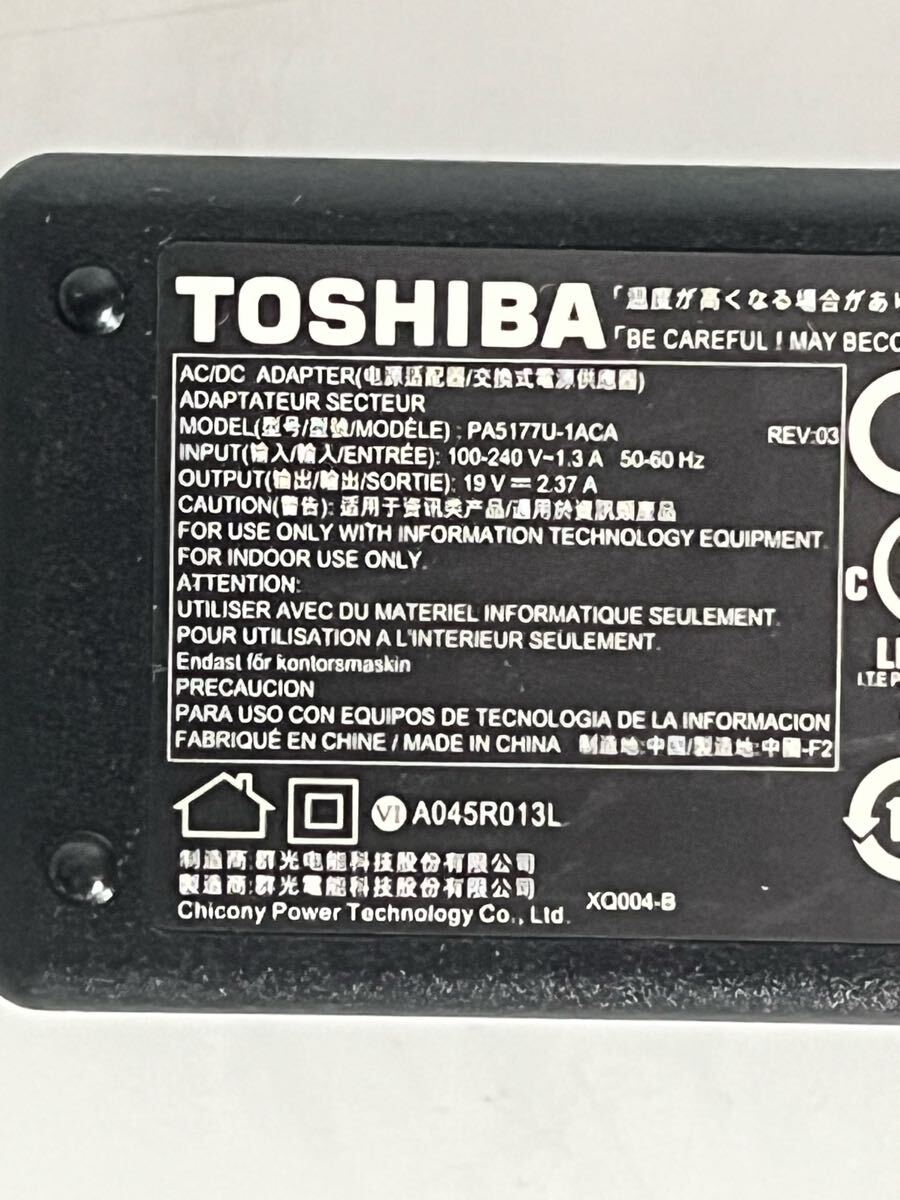 TOSHIBA
「温度が高くなる場合があ
「BE CAREFUL ! MAY BECO
AC/DC ADAPTER(电源适配器/交換式電源供應器)
ADAPTATEUR SECTEUR
MODEL(型号/型號/MODÈLE) : PA5177U-1ACA REV:03
INPUT(输入/輸入/ENTRÉE): 100-240 V~1.3 A 50-60 Hz
OUTPUT(输出/輸出/SORTIE): 19 V ⎓ 2.37 A
CAUTION(警告): 适用于资讯类产品/適用於資訊類產品
FOR USE ONLY WITH INFORMATION TECHNOLOGY EQUIPMENT.
FOR INDOOR USE ONLY.
ATTENTION:
UTILISER AVEC DU MATERIEL INFORMATIQUE SEULEMENT.
POUR UTILISATION A L'INTERIEUR SEULEMENT.
Endast för kontorsmaskin
PRECAUCION
PARA USO CON EQUIPOS DE TECNOLOGIA DE LA INFORMACION
FABRIQUÉ EN CHINE / MADE IN CHINA 制造地:中国/製造地:中國-F2
C
LTE P
VI A045R013L
制造商:群光电能科技股份有限公司
製造商:群光電能科技股份有限公司
Chicony Power Technology Co., Ltd. XQ004-B